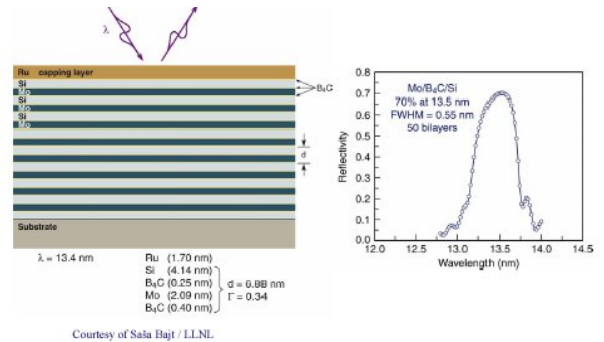 λ
Ru capping layer
Si
Mo
Si
Mo
Si
Mo
B₄C
d
Substrate
λ = 13.4 nm
Ru (1.70 nm)
Si (4.14 nm)
B₄C (0.25 nm)
Mo (2.09 nm)
B₄C (0.40 nm)
d = 6.88 nm
Γ = 0.34
Courtesy of Saša Bajt / LLNL
Mo/B₄C/Si
70% at 13.5 nm
FWHM = 0.55 nm
50 bilayers
Reflectivity
0.8
0.7
0.6
0.5
0.4
0.3
0.2
0.1
0.0
12.0 12.5 13.0 13.5 14.0 14.5
Wavelength (nm)